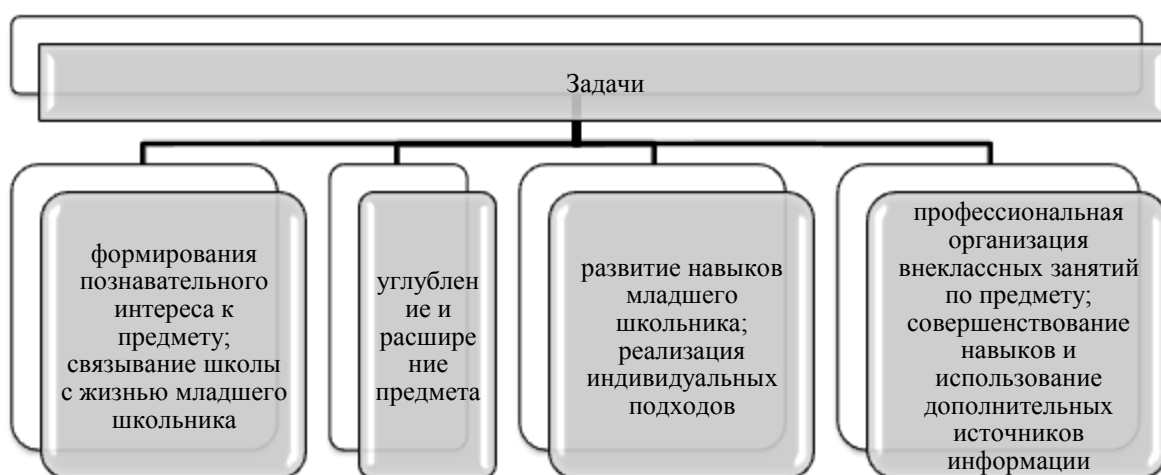 Задачи
формирования
познавательного
интереса к
предмету;
связывание школы
с жизнью младшего
школьника
углублен
ие и
расшире
ние
предмета
развитие навыков
младшего
школьника;
реализация
индивидуальных
подходов
профессиональная
организация
внеклассных занятий
по предмету;
совершенствование
навыков и
использование
дополнительных
источников
информации